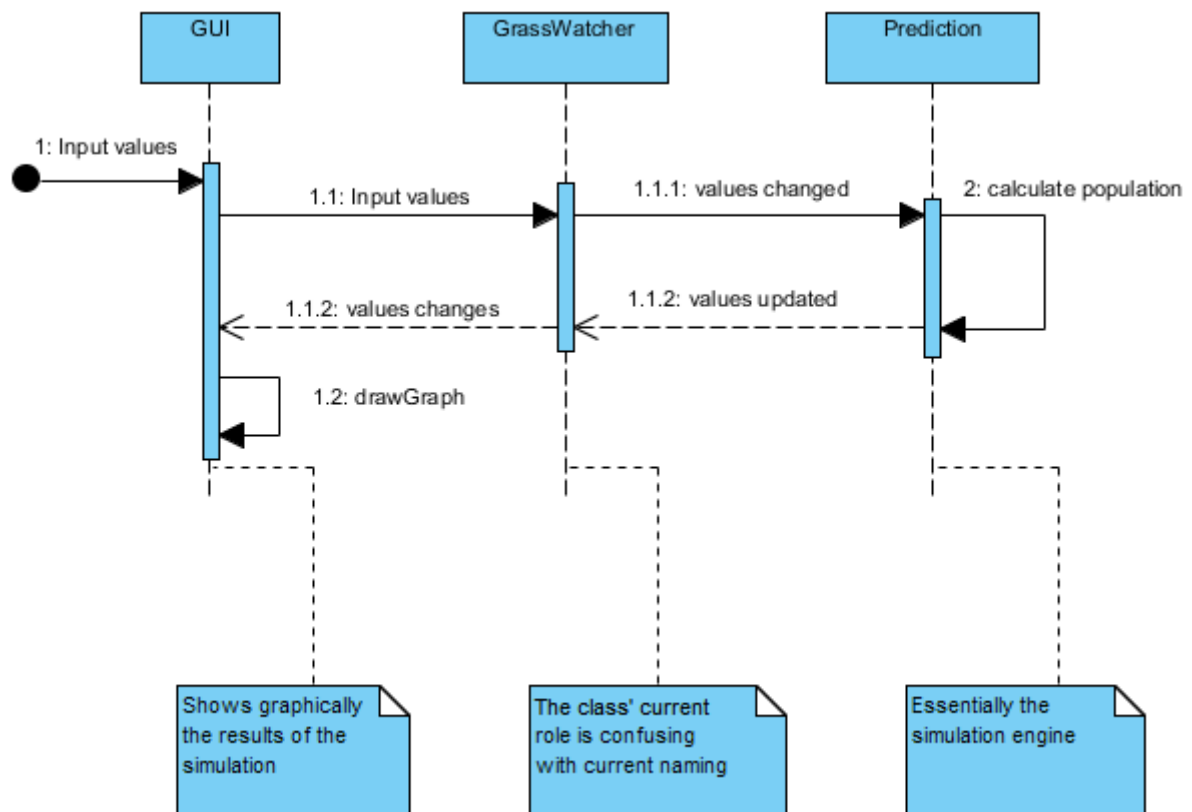 GUI
GrassWatcher
Prediction
1: Input values
1.1: Input values
1.1.1: values changed
2: calculate population
1.1.2: values changes
1.1.2: values updated
1.2: drawGraph
Shows graphically
the results of the
simulation
The class' current
role is confusing
with current naming
Essentially the
simulation engine